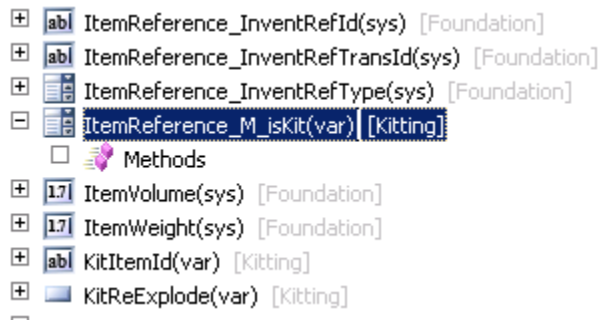 ItemReference_InventRefId(sys) [Foundation]
ItemReference_InventRefTransId(sys) [Foundation]
ItemReference_InventRefType(sys) [Foundation]
ItemReference_M_isKit(var) [Kitting]
Methods
ItemVolume(sys) [Foundation]
ItemWeight(sys) [Foundation]
KitItemId(var) [Kitting]
KitReExplode(var) [Kitting]